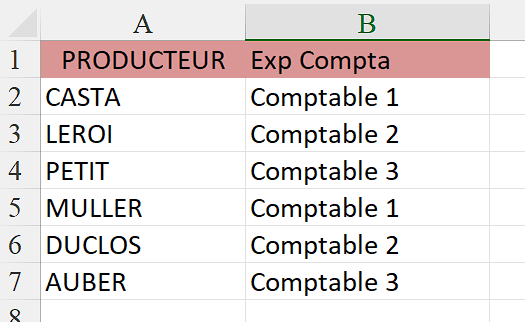 A B
1 PRODUCTEUR Exp Compta
2 CASTA Comptable 1
3 LEROI Comptable 2
4 PETIT Comptable 3
5 MULLER Comptable 1
6 DUCLOS Comptable 2
7 AUBER Comptable 3
8